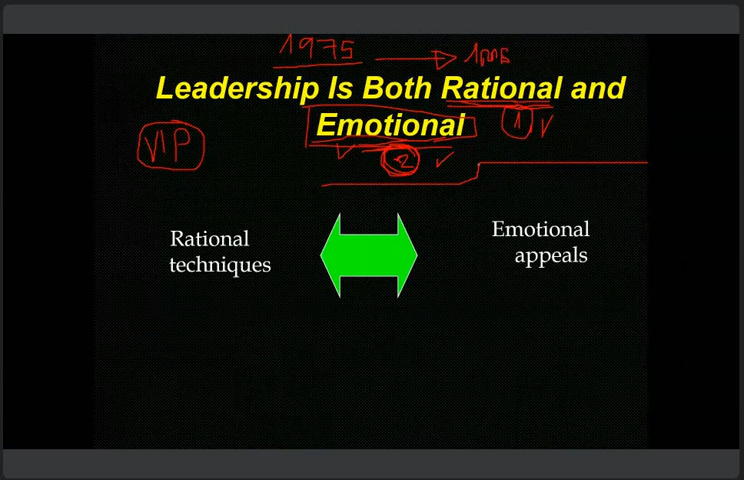 1975
Leadership Is Both Rational and
Emotional
1
VIP
2
Rational
techniques
Emotional
appeals